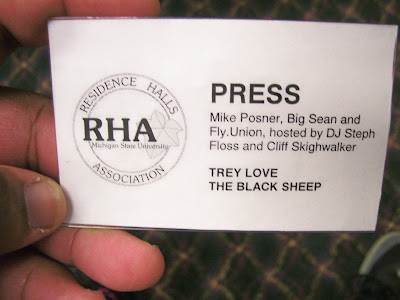 RESIDENCE HALLS
RHA
Michigan State University
ASSOCIATION
PRESS
Mike Posner, Big Sean and
Fly.Union, hosted by DJ Steph
Floss and Cliff Skighwalker
TREY LOVE
THE BLACK SHEEP